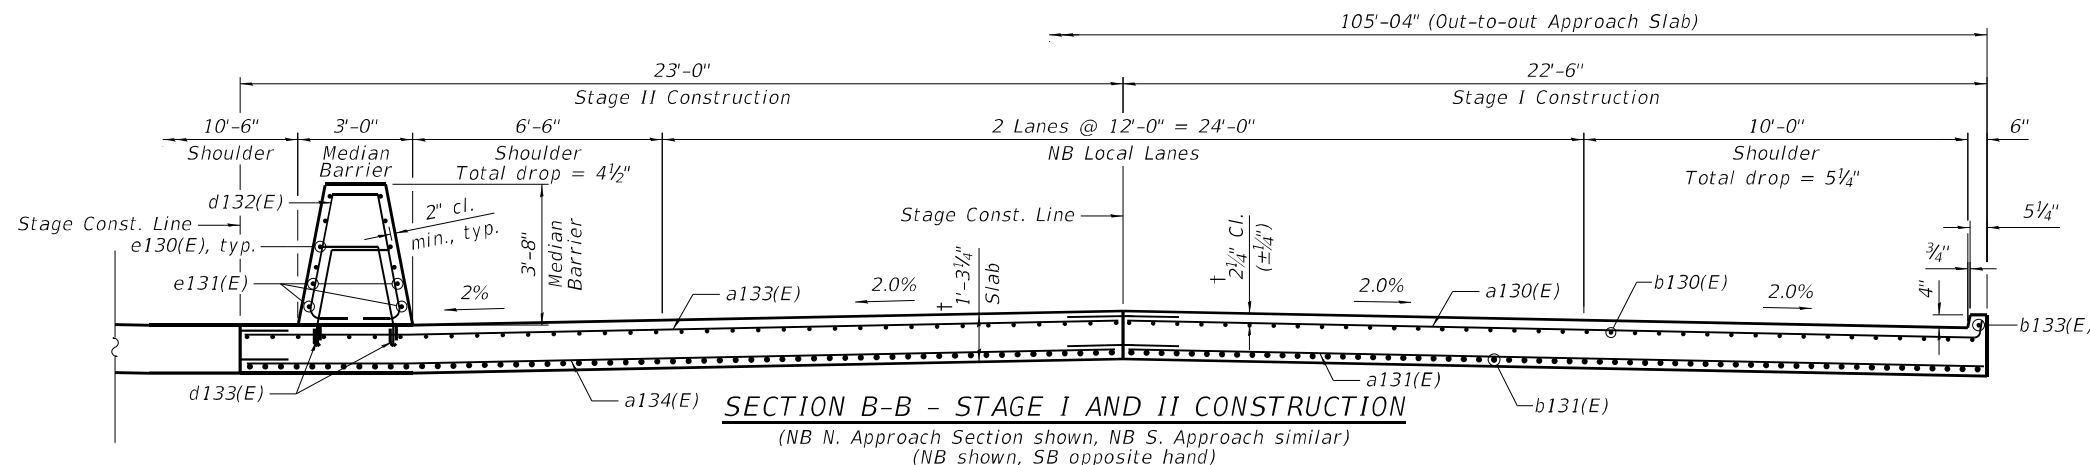 105'-04" (Out-to-out Approach Slab)
23'-0"
22'-6"
Stage II Construction
Stage I Construction
10'-6"
3'-0"
6'-6"
2 Lanes @ 12'-0" = 24'-0"
10'-0"
6"
Shoulder
Median
Barrier
Shoulder
Total drop = 4½"
NB Local Lanes
Shoulder
Total drop = 5¼"
d132(E)
2" cl.
min., typ.
Stage Const. Line
e130(E), typ.
e131(E)
3'-8"
Median
Barrier
Stage Const. Line
† 2¼" Cl.
(±¼")
5¼"
¾"
4"
2%
a133(E)
2.0%
† 1'-3¼"
Slab
2.0%
a130(E)
b130(E)
2.0%
b133(E)
d133(E)
a134(E)
a131(E)
b131(E)
SECTION B-B - STAGE I AND II CONSTRUCTION
(NB N. Approach Section shown, NB S. Approach similar)
(NB shown, SB opposite hand)